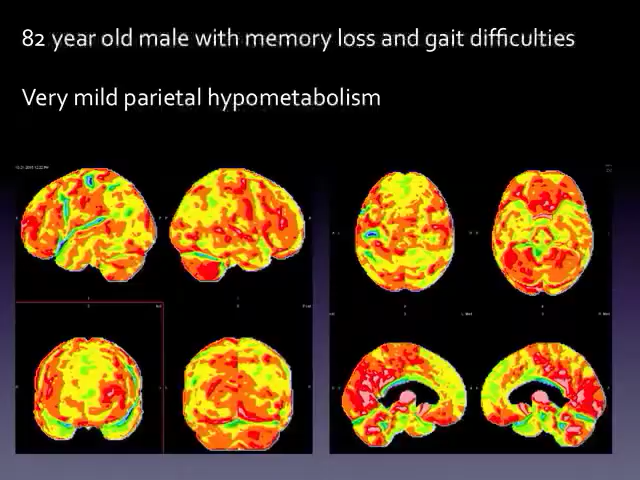 82 year old male with memory loss and gait difficulties
Very mild parietal hypometabolism